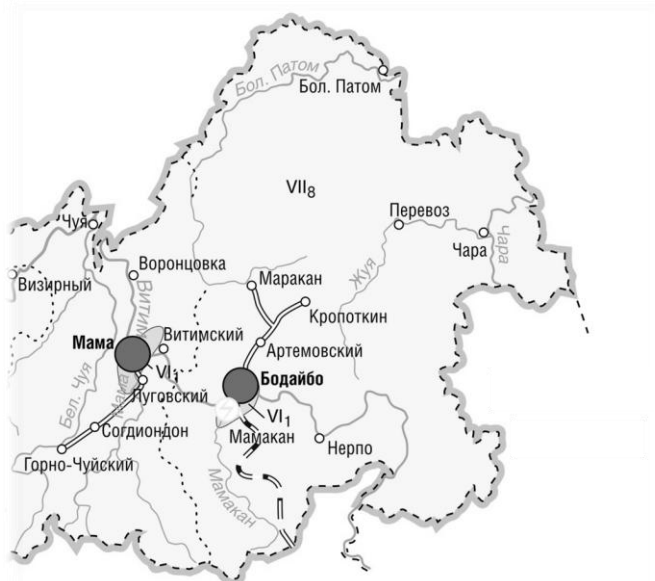 Бол. Патом
Бол. Патом
VII8
Перевоз
Чуя
Чара
Чара
Воронцовка
Жуя
Маракан
Визирный
Витим
Кропоткин
Витимский
Мама
Артемовский
VI1
Бодайбо
Бел. Чуя
Мама
Луговский
VI1
Согдиондон
Мамакан
Нерпо
Горно-Чуйский
Мамакан